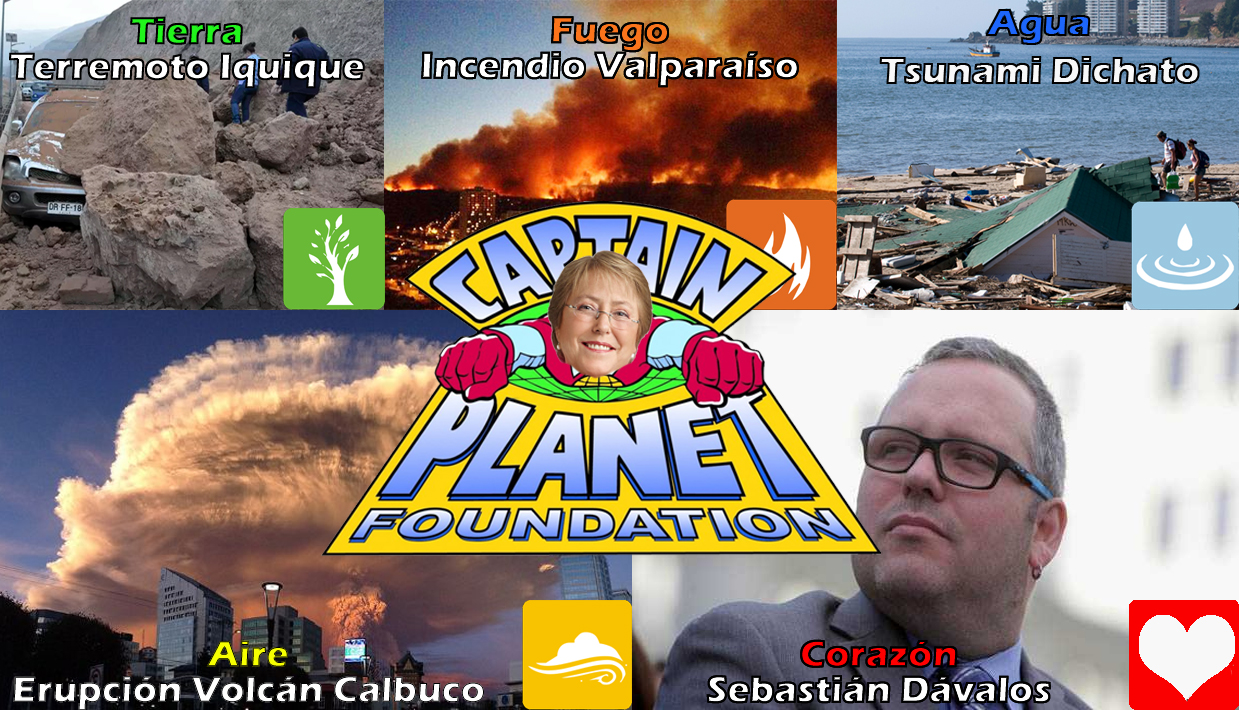 Tierra
Terremoto Iquique
Fuego
Incendio Valparaíso
Agua
Tsunami Dichato
CAPTAIN
PLANET
FOUNDATION
Aire
Erupción Volcán Calbuco
Corazón
Sebastián Dávalos